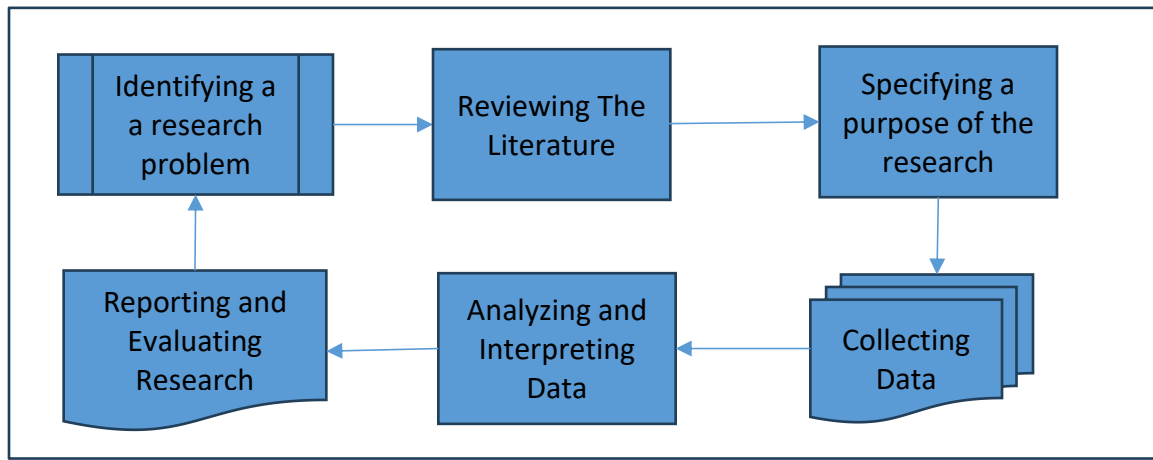 Identifying a
a research
problem
Reviewing The
Literature
Specifying a
purpose of the
research
Collecting
Data
Analyzing and
Interpreting
Data
Reporting and
Evaluating
Research